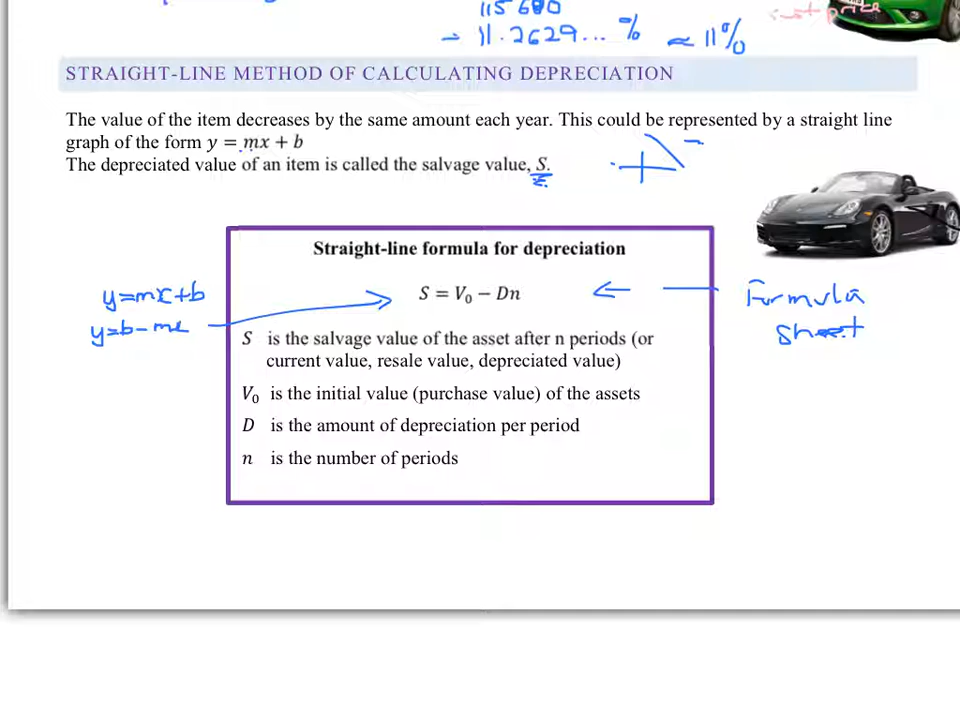 115 600
→ 11.2629... % ≈ 11%
STRAIGHT-LINE METHOD OF CALCULATING DEPRECIATION
The value of the item decreases by the same amount each year. This could be represented by a straight line
graph of the form y = mx + b
The depreciated value of an item is called the salvage value, S.
Straight-line formula for depreciation
S = V₀ − Dn
y=mx+b
y=b-mx
Formula
Sheet
S is the salvage value of the asset after n periods (or
current value, resale value, depreciated value)
V₀ is the initial value (purchase value) of the assets
D is the amount of depreciation per period
n is the number of periods